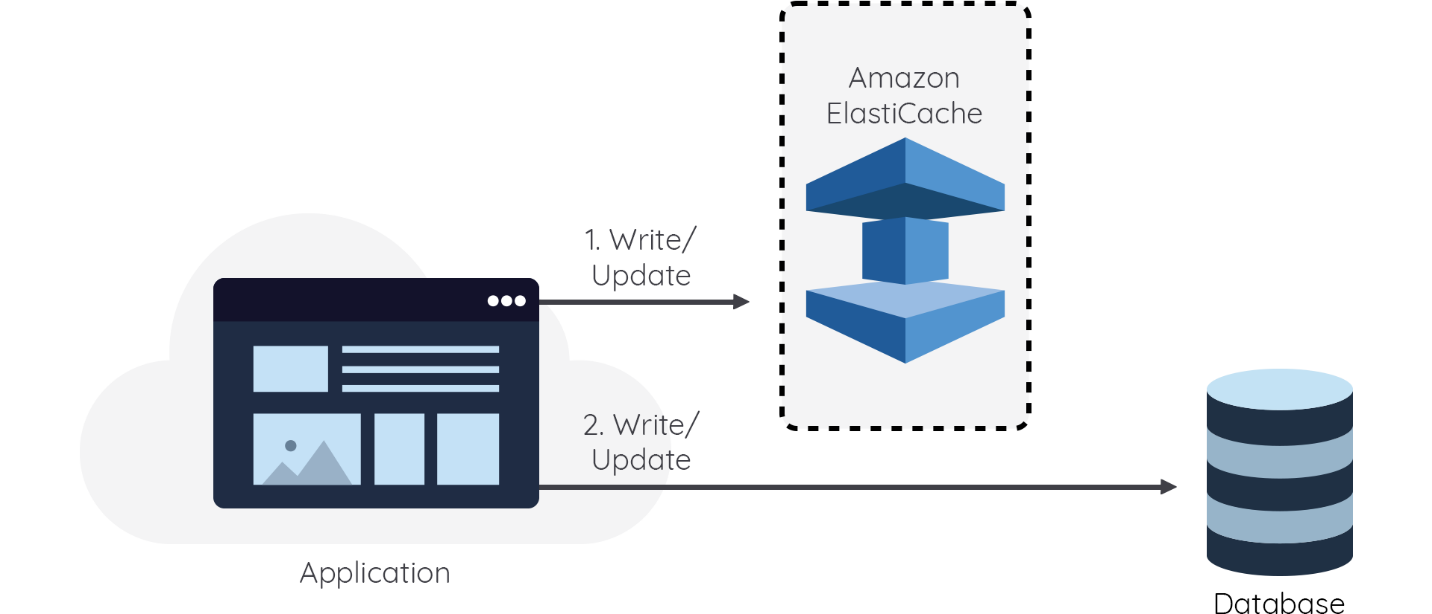 Amazon
ElastiCache
1. Write/
Update
2. Write/
Update
Application
Database